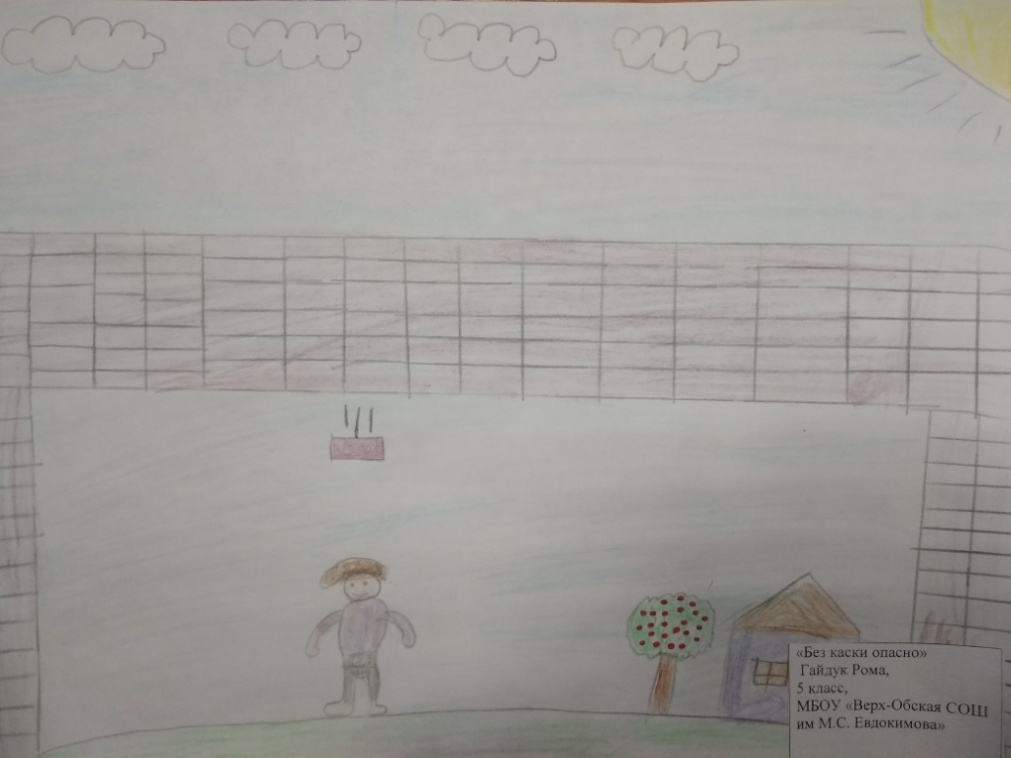 «Без каски опасно»
Гайдук Рома,
5 класс,
МБОУ «Верх-Обская СОШ
им М.С. Евдокимова»